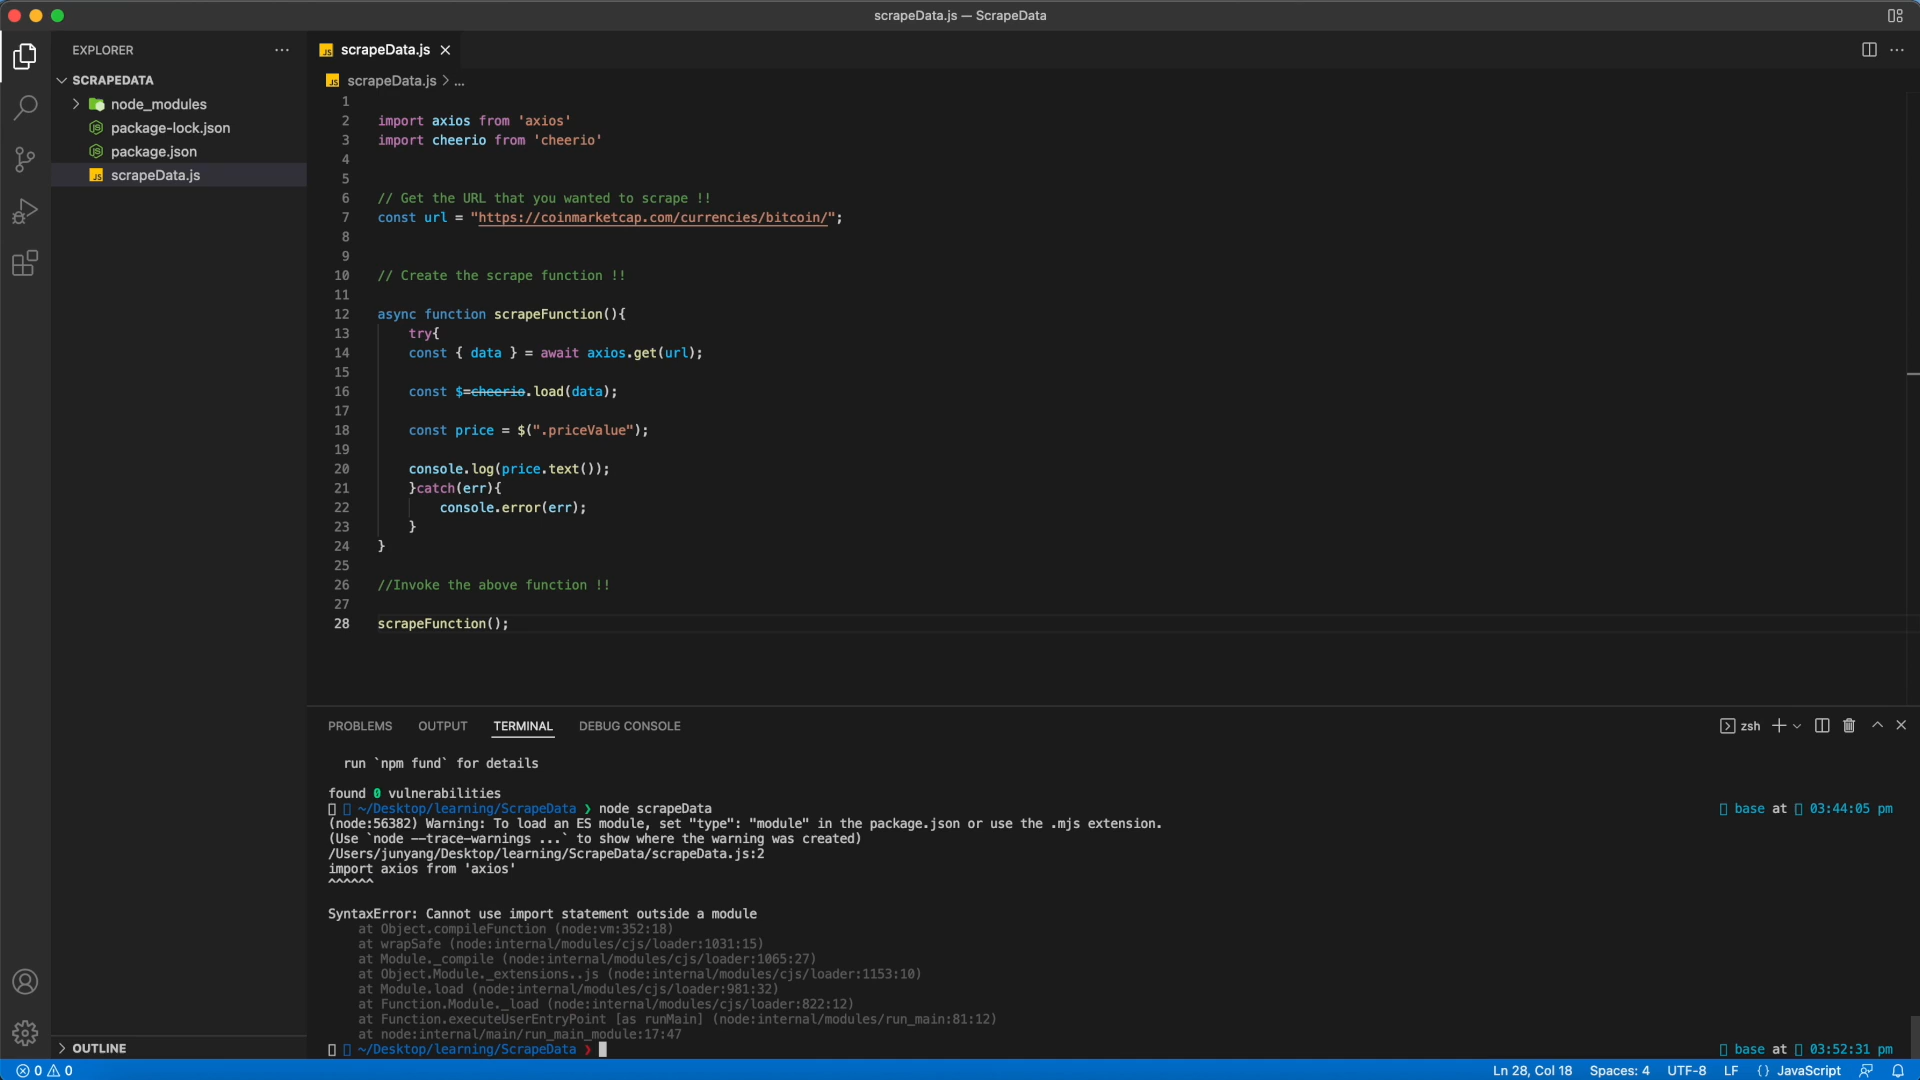 scrapeData.js — ScrapeData
EXPLORER
SCRAPEDATA
node_modules
package-lock.json
package.json
scrapeData.js
OUTLINE
scrapeData.js
scrapeData.js > ...
1
2 import axios from 'axios'
3 import cheerio from 'cheerio'
4
5
6 // Get the URL that you wanted to scrape !!
7 const url = "https://coinmarketcap.com/currencies/bitcoin/";
8
9
10 // Create the scrape function !!
11
12 async function scrapeFunction(){
13 try{
14 const { data } = await axios.get(url);
15
16 const $=cheerio.load(data);
17
18 const price = $(".priceValue");
19
20 console.log(price.text());
21 }catch(err){
22 console.error(err);
23 }
24 }
25
26 //Invoke the above function !!
27
28 scrapeFunction();
PROBLEMS OUTPUT TERMINAL DEBUG CONSOLE
zsh
run `npm fund` for details
found 0 vulnerabilities
~/Desktop/learning/ScrapeData ❯ node scrapeData base at 03:44:05 pm
(node:56382) Warning: To load an ES module, set "type": "module" in the package.json or use the .mjs extension.
(Use `node --trace-warnings ...` to show where the warning was created)
/Users/junyang/Desktop/learning/ScrapeData/scrapeData.js:2
import axios from 'axios'
^^^^^^
SyntaxError: Cannot use import statement outside a module
at Object.compileFunction (node:vm:352:18)
at wrapSafe (node:internal/modules/cjs/loader:1031:15)
at Module._compile (node:internal/modules/cjs/loader:1065:27)
at Object.Module._extensions..js (node:internal/modules/cjs/loader:1153:10)
at Module.load (node:internal/modules/cjs/loader:981:32)
at Function.Module._load (node:internal/modules/cjs/loader:822:12)
at Function.executeUserEntryPoint [as runMain] (node:internal/modules/run_main:81:12)
at node:internal/main/run_main_module:17:47
~/Desktop/learning/ScrapeData ❯ base at 03:52:31 pm
0 0
Ln 28, Col 18 Spaces: 4 UTF-8 LF {} JavaScript